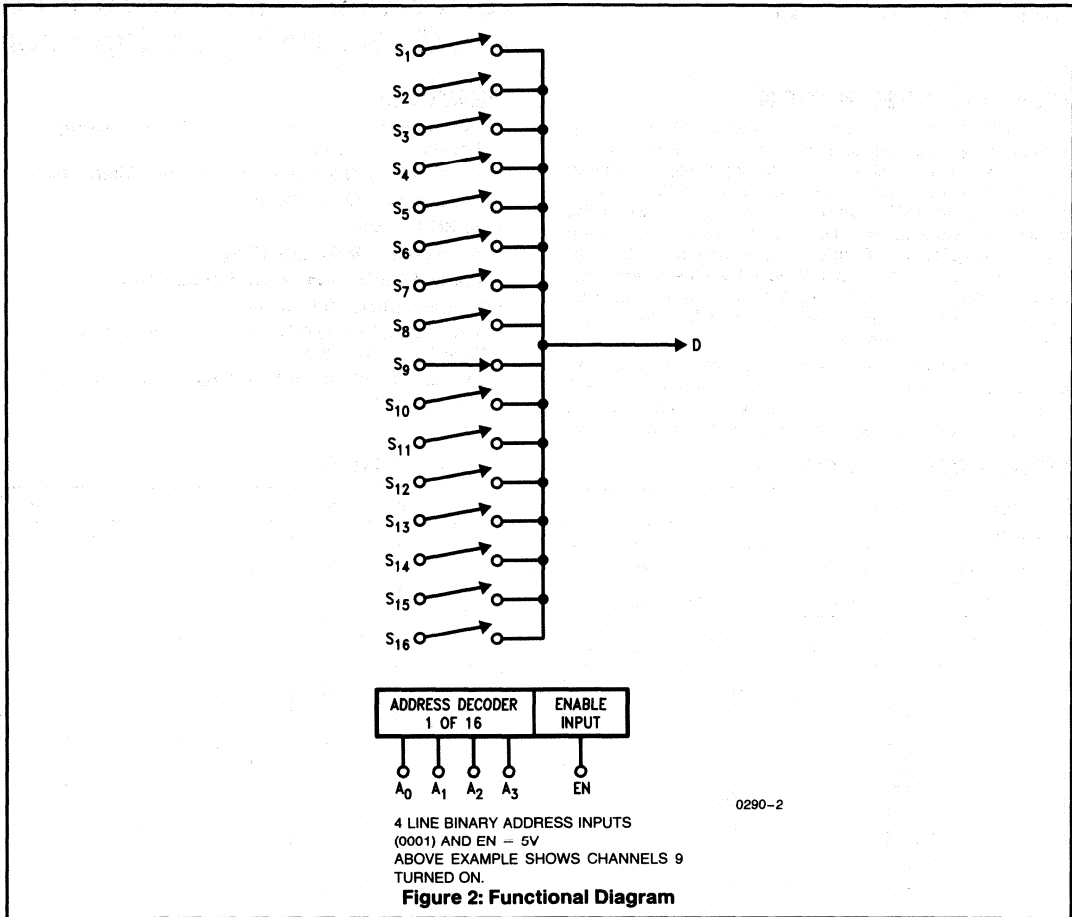 S1
S2
S3
S4
S5
S6
S7
S8
D
S9
S10
S11
S12
S13
S14
S15
S16
ADDRESS DECODER
1 OF 16
ENABLE
INPUT
A0 A1 A2 A3 EN
0290-2
4 LINE BINARY ADDRESS INPUTS
(0001) AND EN = 5V
ABOVE EXAMPLE SHOWS CHANNELS 9
TURNED ON.
Figure 2: Functional Diagram